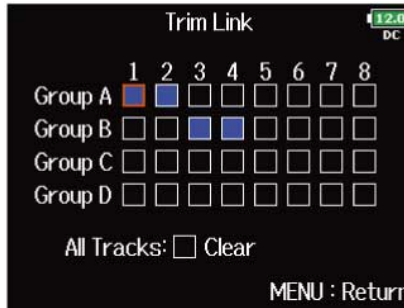 Trim Link
12.0
DC
1 2 3 4 5 6 7 8
Group A
Group B
Group C
Group D
All Tracks: Clear
MENU : Return